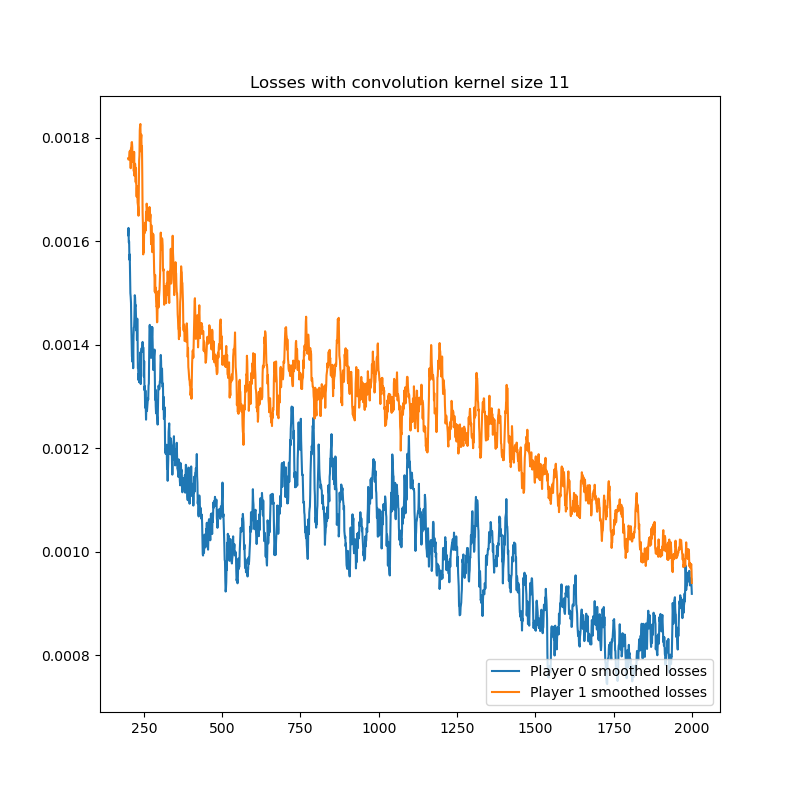 Losses with convolution kernel size 11
0.0018
0.0016
0.0014
0.0012
0.0010
0.0008
Player 0 smoothed losses
Player 1 smoothed losses
250 500 750 1000 1250 1500 1750 2000